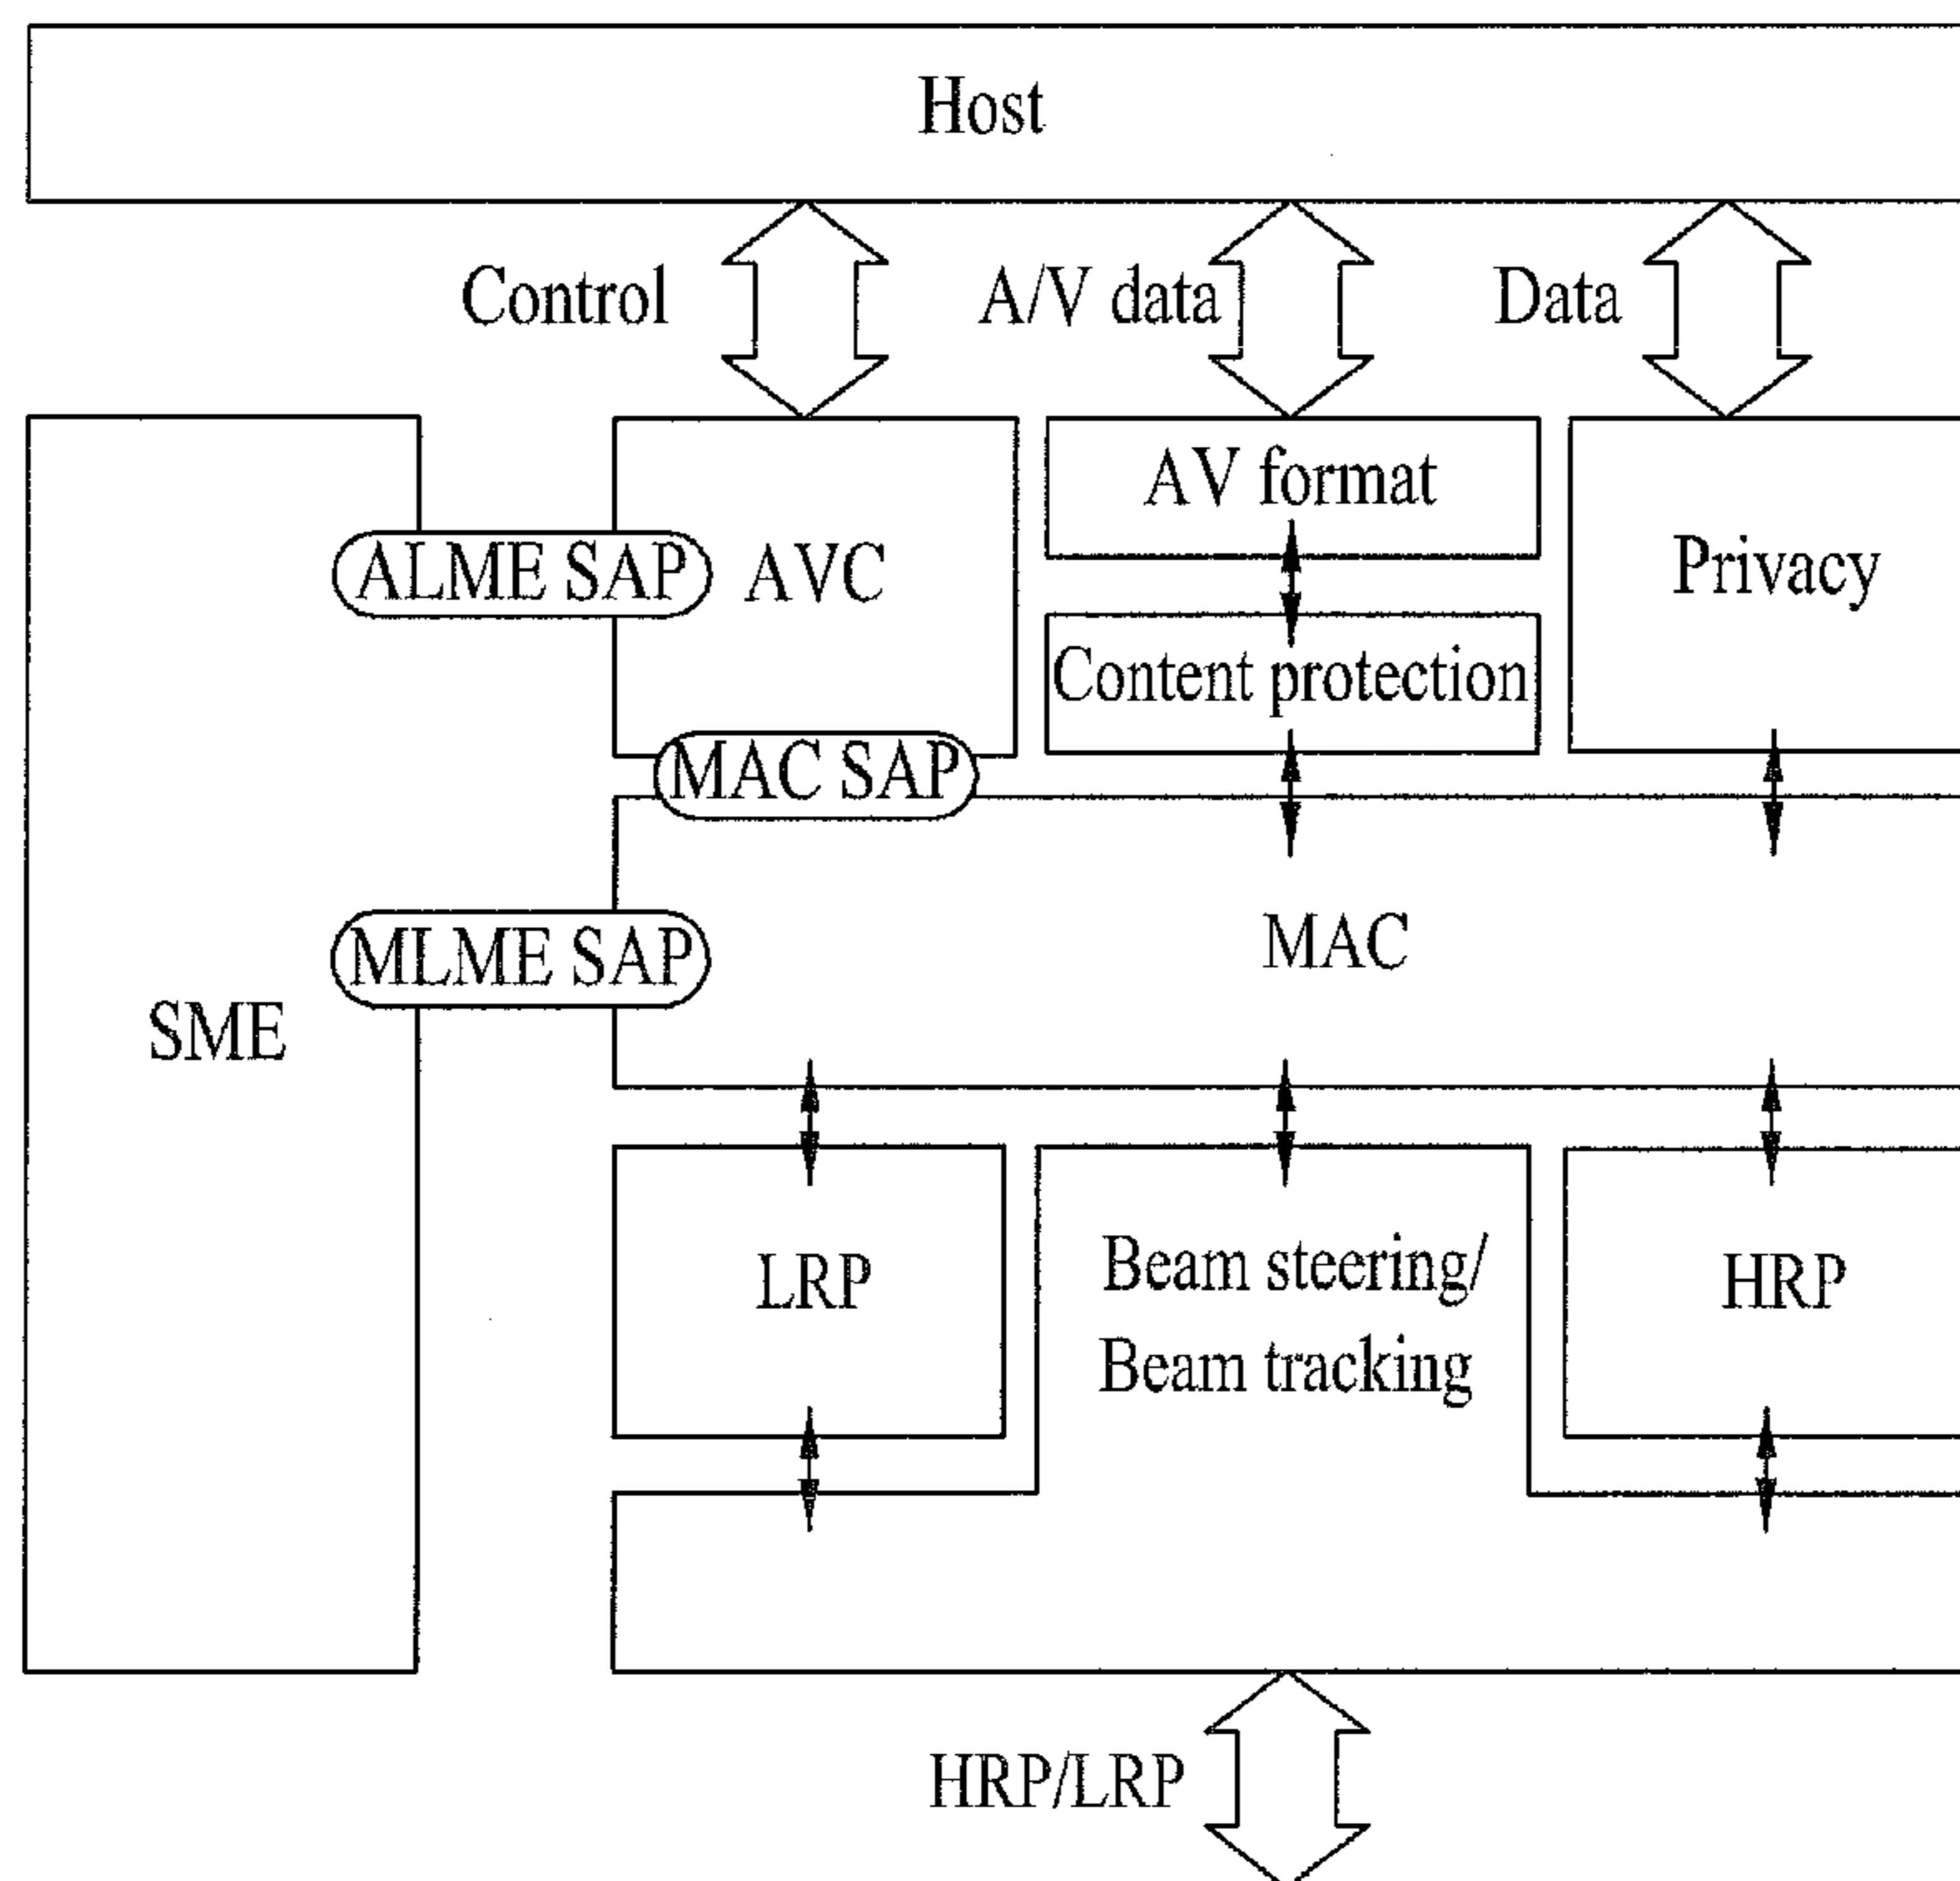 Host
Control
A/V data
Data
AV format
ALME SAP
AVC
Privacy
Content protection
MAC SAP
MAC
MLME SAP
SME
LRP
Beam steering/
Beam tracking
HRP
HRP/LRP